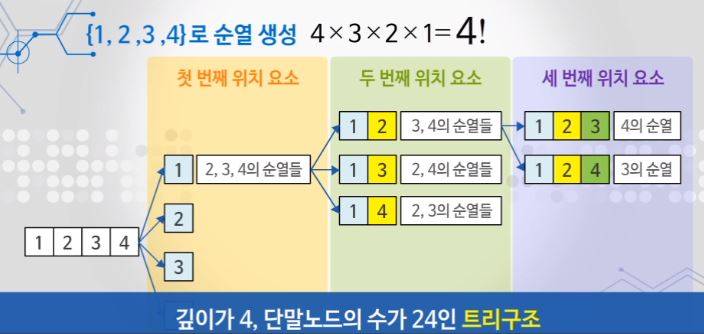 {1, 2 ,3 ,4}로 순열 생성 4×3×2×1=4!
첫 번째 위치 요소
두 번째 위치 요소
세 번째 위치 요소
1 2 3, 4의 순열들
1 2 3 4의 순열
1 2, 3, 4의 순열들
1 3 2, 4의 순열들
1 2 4 3의 순열
1 4 2, 3의 순열들
2
1 2 3 4
3
깊이가 4, 단말노드의 수가 24인 트리구조